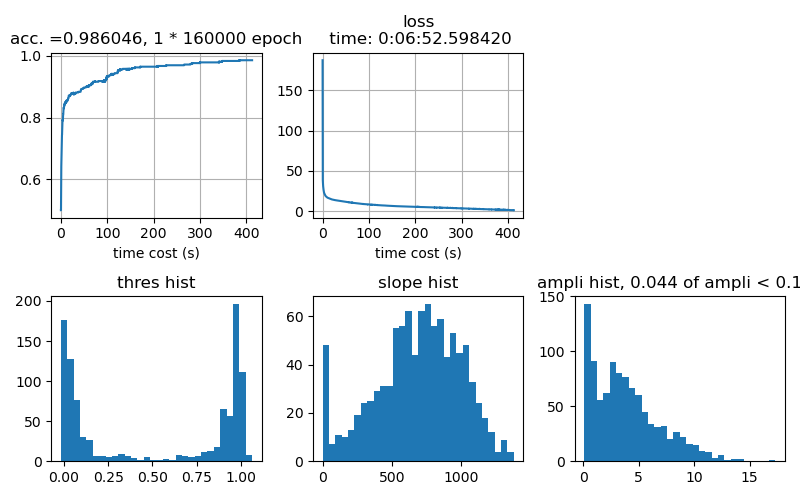 acc. =0.986046, 1 * 160000 epoch
1.0
0.8
0.6
0 100 200 300 400
time cost (s)
loss
time: 0:06:52.598420
150
100
50
0
0 100 200 300 400
time cost (s)
thres hist
200
150
100
50
0
0.00 0.25 0.50 0.75 1.00
slope hist
60
40
20
0
0 500 1000
ampli hist, 0.044 of ampli < 0.1
150
100
50
0
0 5 10 15